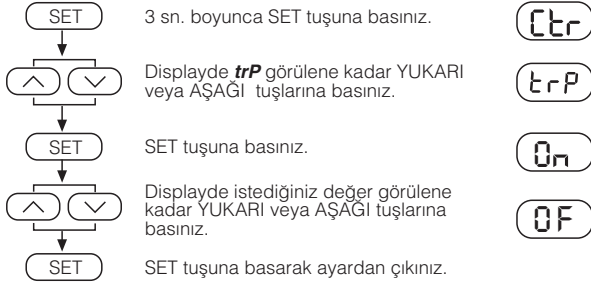 SET
3 sn. boyunca SET tuşuna basınız.
Ctr
Displayde trP görülene kadar YUKARI
veya AŞAĞI tuşlarına basınız.
trP
SET
SET tuşuna basınız.
On
Displayde istediğiniz değer görülene
kadar YUKARI veya AŞAĞI tuşlarına
basınız.
OF
SET
SET tuşuna basarak ayardan çıkınız.